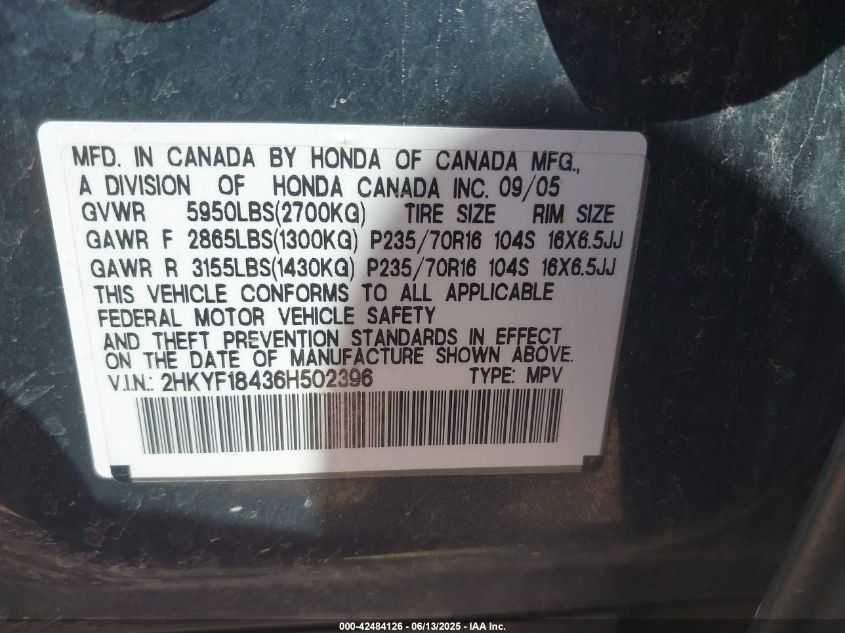 MFD. IN CANADA BY HONDA OF CANADA MFG.,
A DIVISION OF HONDA CANADA INC. 09/05
GVWR 5950LBS(2700KG) TIRE SIZE RIM SIZE
GAWR F 2865LBS(1300KG) P235/70R16 104S 16X6.5JJ
GAWR R 3155LBS(1430KG) P235/70R16 104S 16X6.5JJ
THIS VEHICLE CONFORMS TO ALL APPLICABLE
FEDERAL MOTOR VEHICLE SAFETY
AND THEFT PREVENTION STANDARDS IN EFFECT
ON THE DATE OF MANUFACTURE SHOWN ABOVE.
V.I.N.: 2HKYF18436H502396 TYPE: MPV
000-42484126 - 06/13/2025 - IAA Inc.